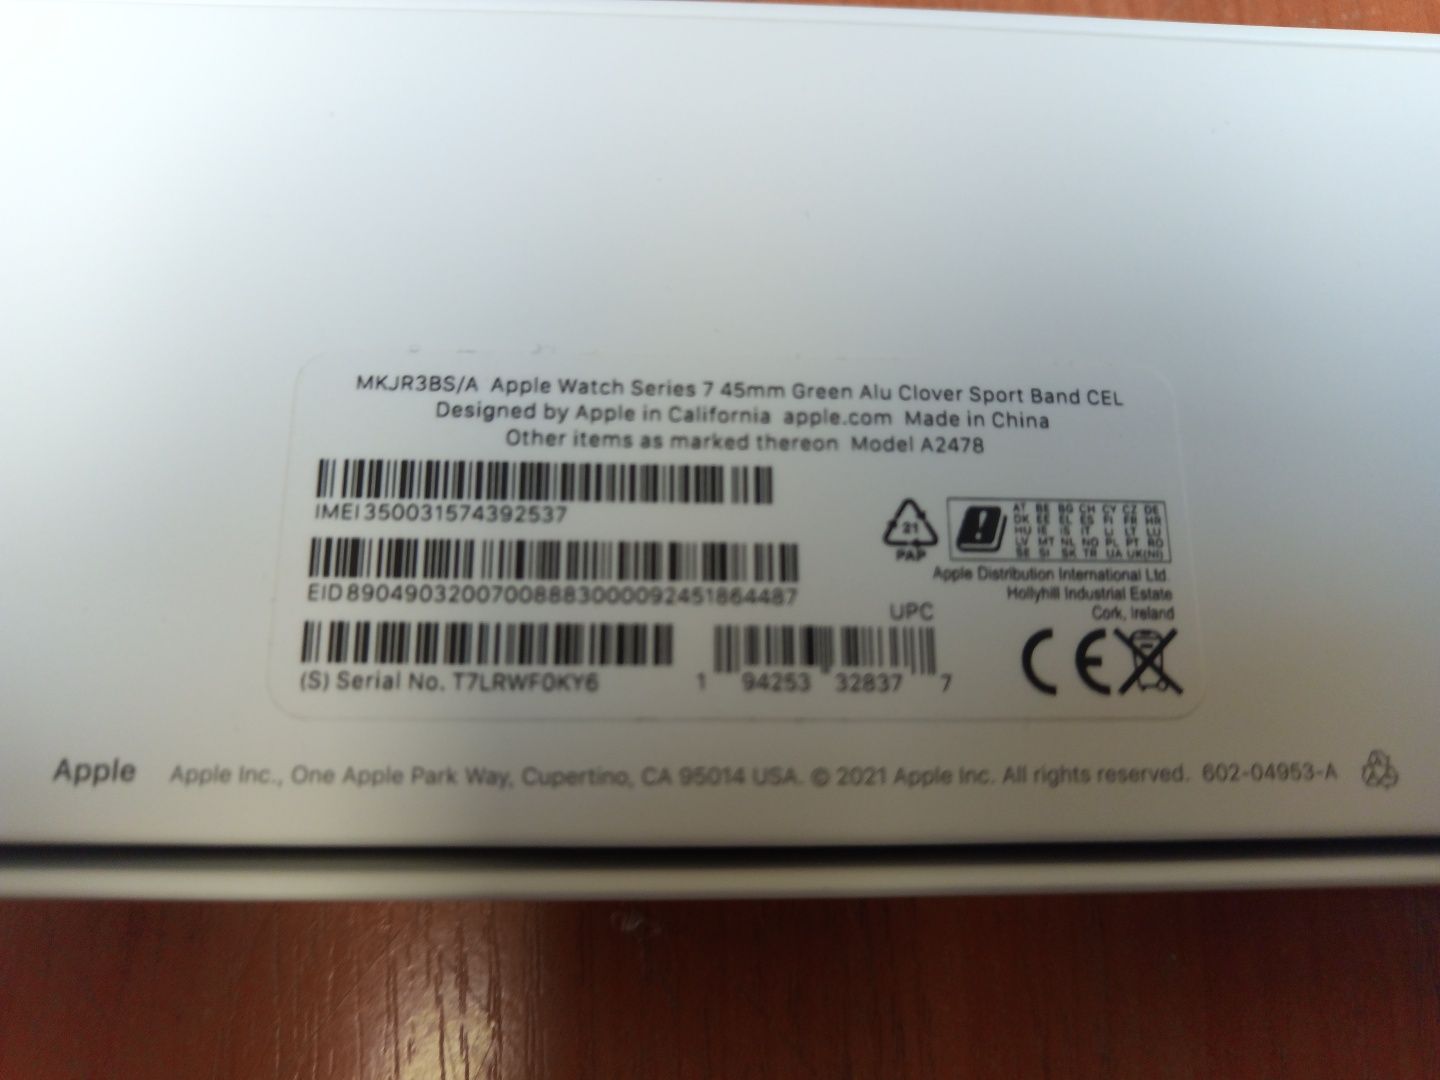 MKJR3BS/A Apple Watch Series 7 45mm Green Alu Clover Sport Band CEL
Designed by Apple in California apple.com Made in China
Other items as marked thereon Model A2478
IMEI 350031574392537
EID 89049032007008883000092451864487
UPC
(S) Serial No. T7LRWF0KY6
1 94253 32837 7
21
PAP
AT BE BG CH CY CZ DE
DK EE EL ES FI FR HR
HU IE IS IT LI LT LU
LV MT NL NO PL PT RO
SE SI SK TR UA UK(NI)
Apple Distribution International Ltd.
Hollyhill Industrial Estate
Cork, Ireland
CE
Apple Apple Inc., One Apple Park Way, Cupertino, CA 95014 USA. © 2021 Apple Inc. All rights reserved. 602-04953-A